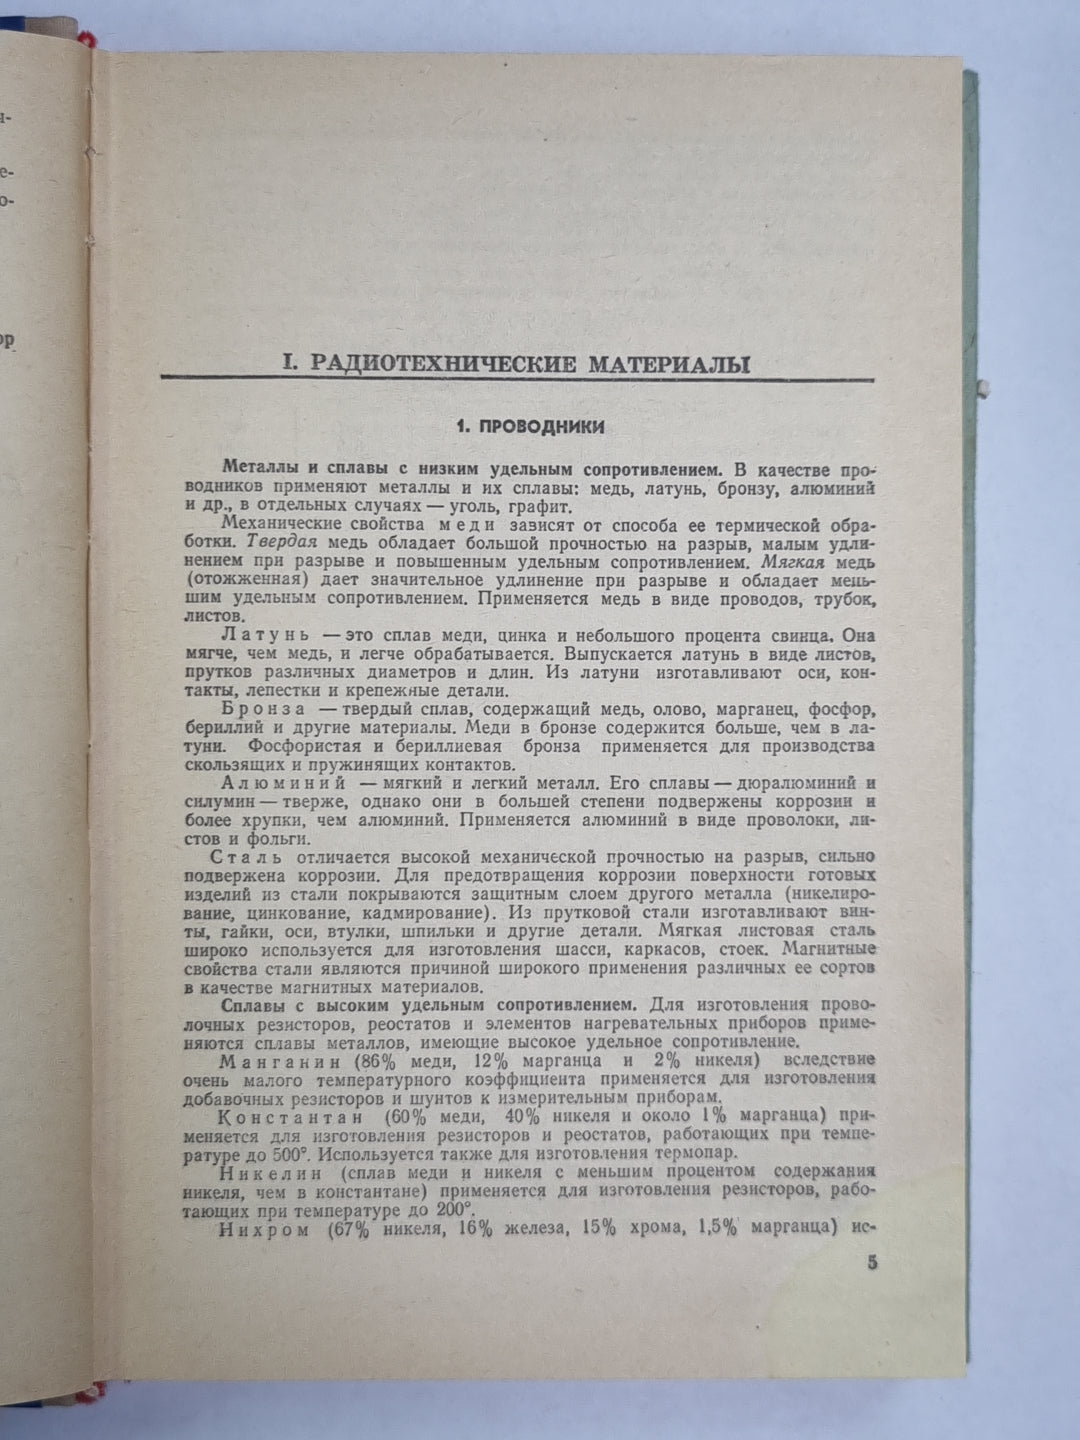 I. РАДИОТЕХНИЧЕСКИЕ МАТЕРИАЛЫ
1. ПРОВОДНИКИ
Металлы и сплавы с низким удельным сопротивлением. В качестве про-
водников применяют металлы и их сплавы: медь, латунь, бронзу, алюминий
и др., в отдельных случаях — уголь, графит.
Механические свойства меди зависят от способа ее термической обра-
ботки. Твердая медь обладает большой прочностью на разрыв, малым удли-
нением при разрыве и повышенным удельным сопротивлением. Мягкая медь
(отожженная) дает значительное удлинение при разрыве и обладает мень-
шим удельным сопротивлением. Применяется медь в виде проводов, трубок,
листов.
Латунь — это сплав меди, цинка и небольшого процента свинца. Она
мягче, чем медь, и легче обрабатывается. Выпускается латунь в виде листов,
прутков различных диаметров и длин. Из латуни изготавливают оси, кон-
такты, лепестки и крепежные детали.
Бронза — твердый сплав, содержащий медь, олово, марганец, фосфор,
бериллий и другие материалы. Меди в бронзе содержится больше, чем в ла-
туни. Фосфористая и бериллиевая бронза применяется для производства
скользящих и пружинящих контактов.
Алюминий — мягкий и легкий металл. Его сплавы — дюралюминий и
силумин — тверже, однако они в большей степени подвержены коррозии и
более хрупки, чем алюминий. Применяется алюминий в виде проволоки, ли-
стов и фольги.
Сталь отличается высокой механической прочностью на разрыв, сильно
подвержена коррозии. Для предотвращения коррозии поверхности готовых
изделий из стали покрываются защитным слоем другого металла (никелиро-
вание, цинкование, кадмирование). Из прутковой стали изготавливают вин-
ты, гайки, оси, втулки, шпильки и другие детали. Мягкая листовая сталь
широко используется для изготовления шасси, каркасов, стоек. Магнитные
свойства стали являются причиной широкого применения различных ее сортов
в качестве магнитных материалов.
Сплавы с высоким удельным сопротивлением. Для изготовления прово-
лочных резисторов, реостатов и элементов нагревательных приборов приме-
няются сплавы металлов, имеющие высокое удельное сопротивление.
Манганин (86% меди, 12% марганца и 2% никеля) вследствие
очень малого температурного коэффициента применяется для изготовления
добавочных резисторов и шунтов к измерительным приборам.
Константан (60% меди, 40% никеля и около 1% марганца) при-
меняется для изготовления резисторов и реостатов, работающих при темпе-
ратуре до 500°. Используется также для изготовления термопар.
Никелин (сплав меди и никеля с меньшим процентом содержания
никеля, чем в константане) применяется для изготовления резисторов, рабо-
тающих при температуре до 200°.
Нихром (67% никеля, 16% железа, 15% хрома, 1,5% марганца) ис-
5